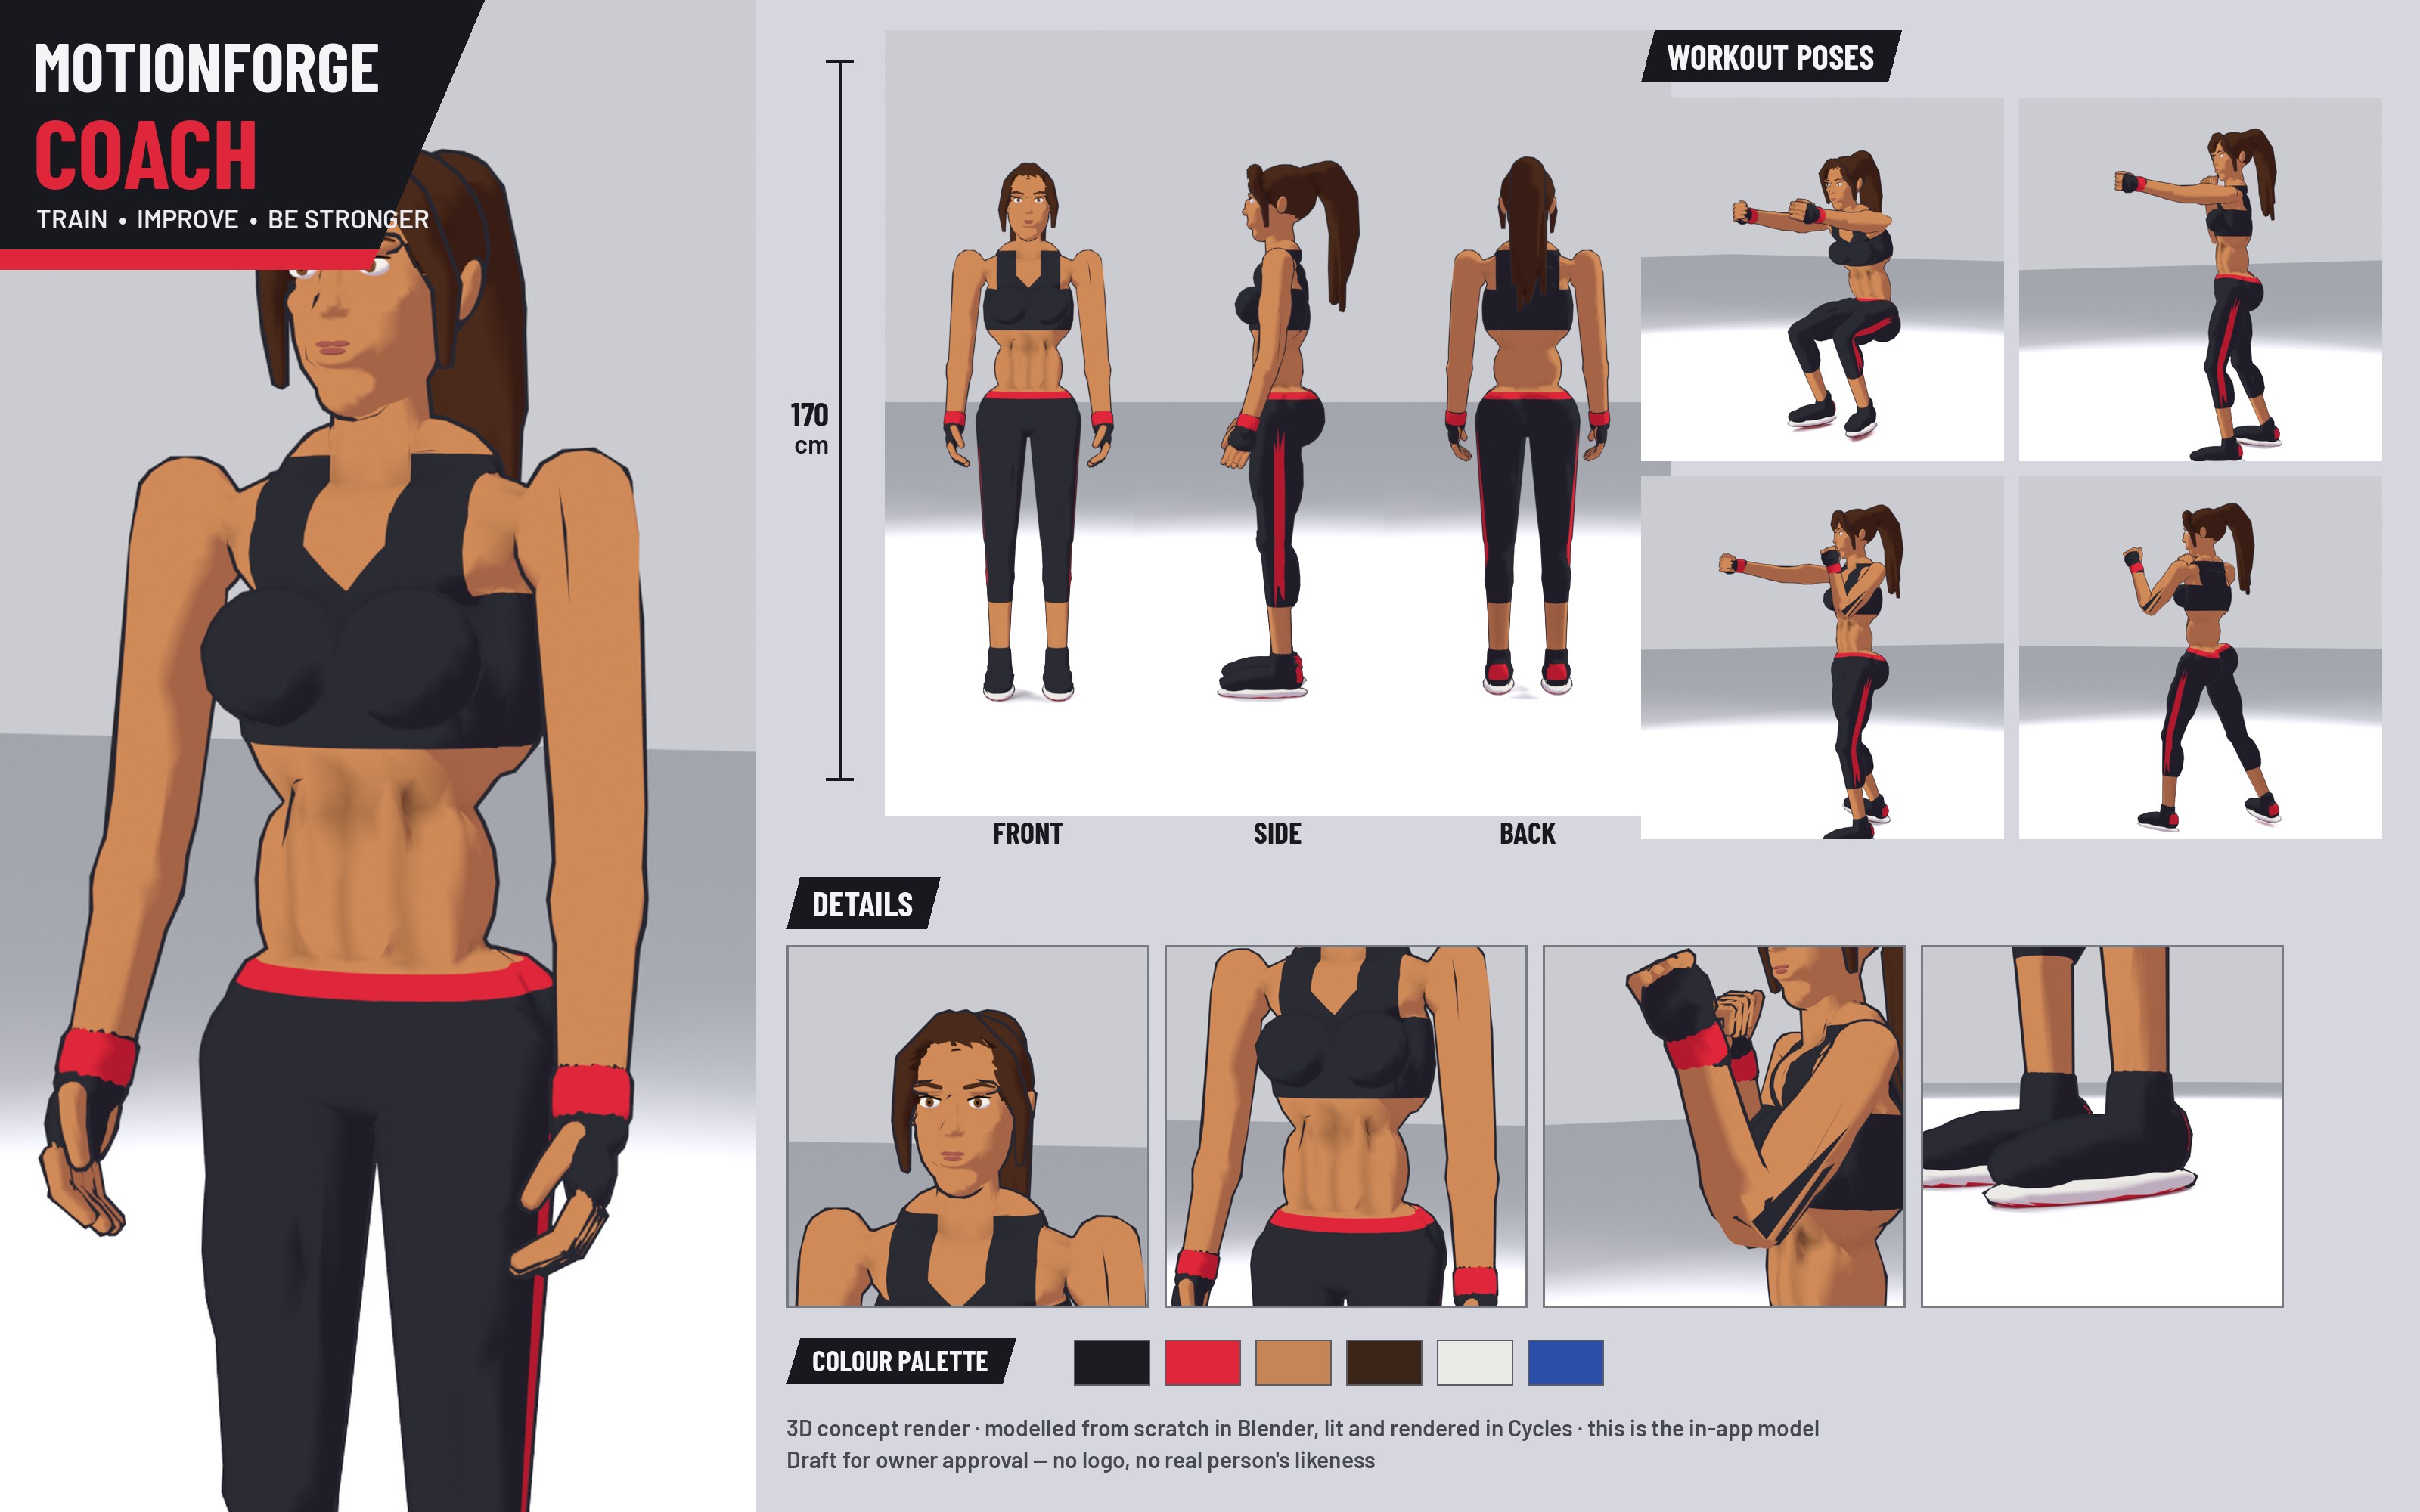 MOTIONFORGE
COACH
TRAIN • IMPROVE • BE STRONGER
170
cm
FRONT
SIDE
BACK
WORKOUT POSES
DETAILS
COLOUR PALETTE
3D concept render · modelled from scratch in Blender, lit and rendered in Cycles · this is the in-app model
Draft for owner approval — no logo, no real person's likeness